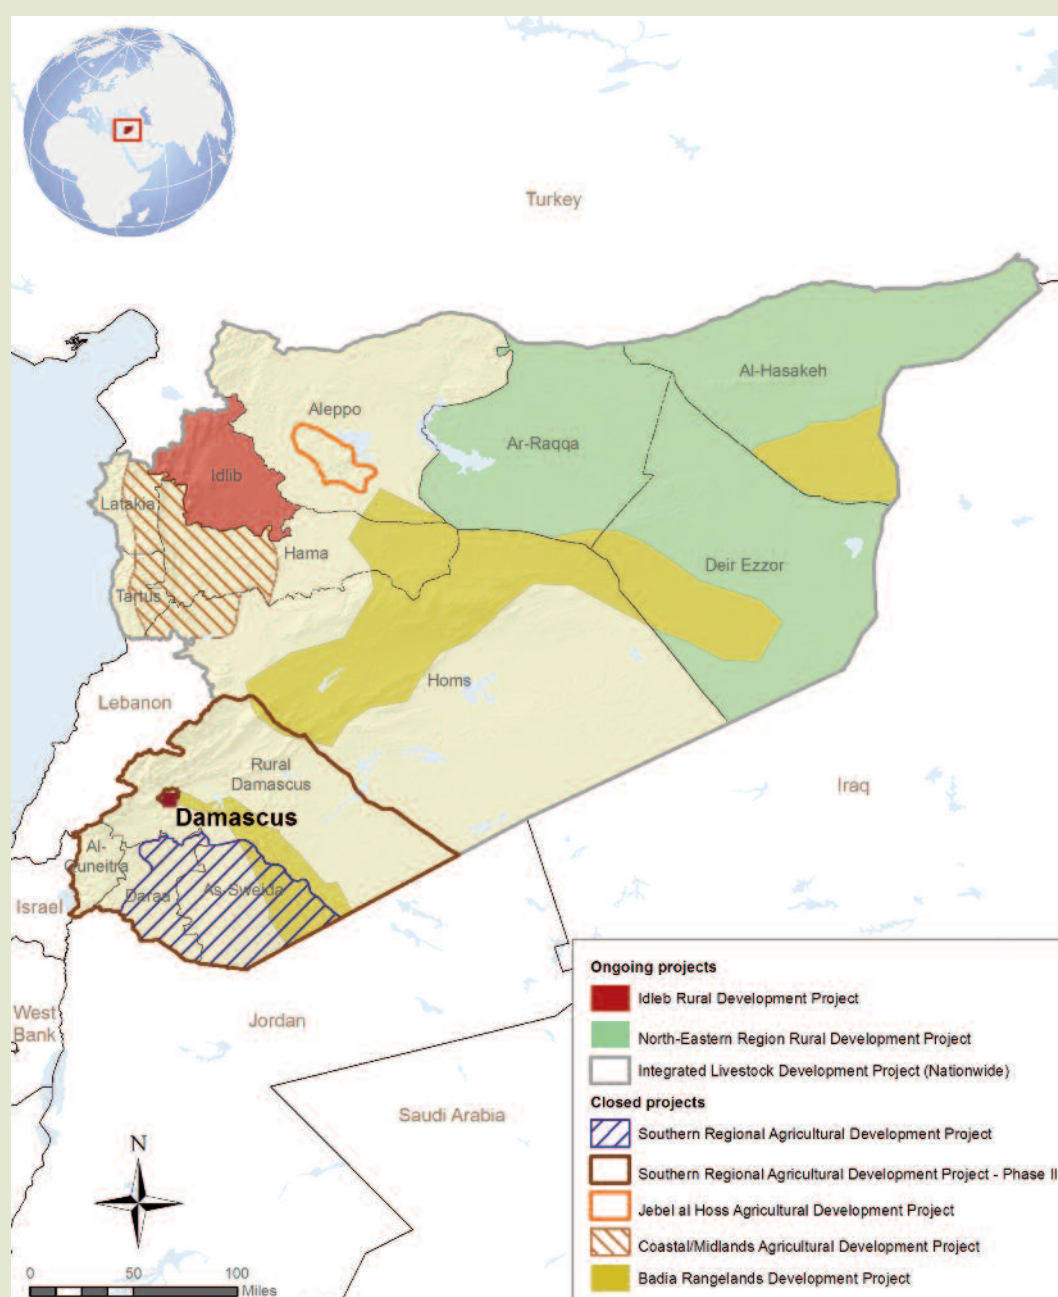 Turkey
Al-Hasakeh
Aleppo
Ar-Raqqa
Idlib
Latakia
Hama
Deir Ezzor
Tartus
Homs
Lebanon
Rural
Damascus
Iraq
Damascus
Al-
Quneitra
Daraa
As-Sweida
Israel
West
Bank
Jordan
Saudi Arabia
N
0 50 100
Miles
Ongoing projects
Idleb Rural Development Project
North-Eastern Region Rural Development Project
Integrated Livestock Development Project (Nationwide)
Closed projects
Southern Regional Agricultural Development Project
Southern Regional Agricultural Development Project - Phase II
Jebel al Hoss Agricultural Development Project
Coastal/Midlands Agricultural Development Project
Badia Rangelands Development Project